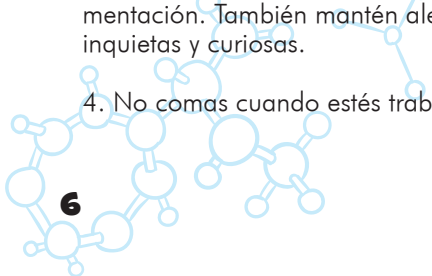 mentación. También mantén ale
inquietas y curiosas.
4. No comas cuando estés trab
6